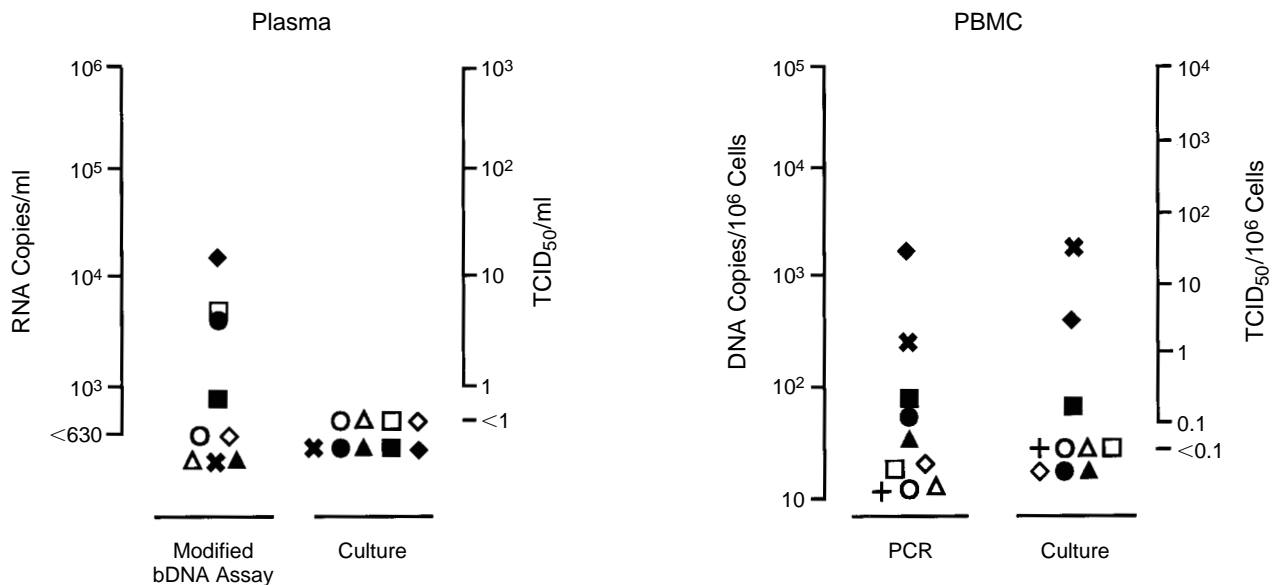 Plasma
PBMC
RNA Copies/ml
10⁶
10⁵
10⁴
10³
<630
Modified
bDNA Assay
Culture
10³
10²
10
1
<1
TCID₅₀/ml
DNA Copies/10⁶ Cells
10⁵
10⁴
10³
10²
10
PCR
Culture
10⁴
10³
10²
10
1
0.1
<0.1
TCID₅₀/10⁶ Cells